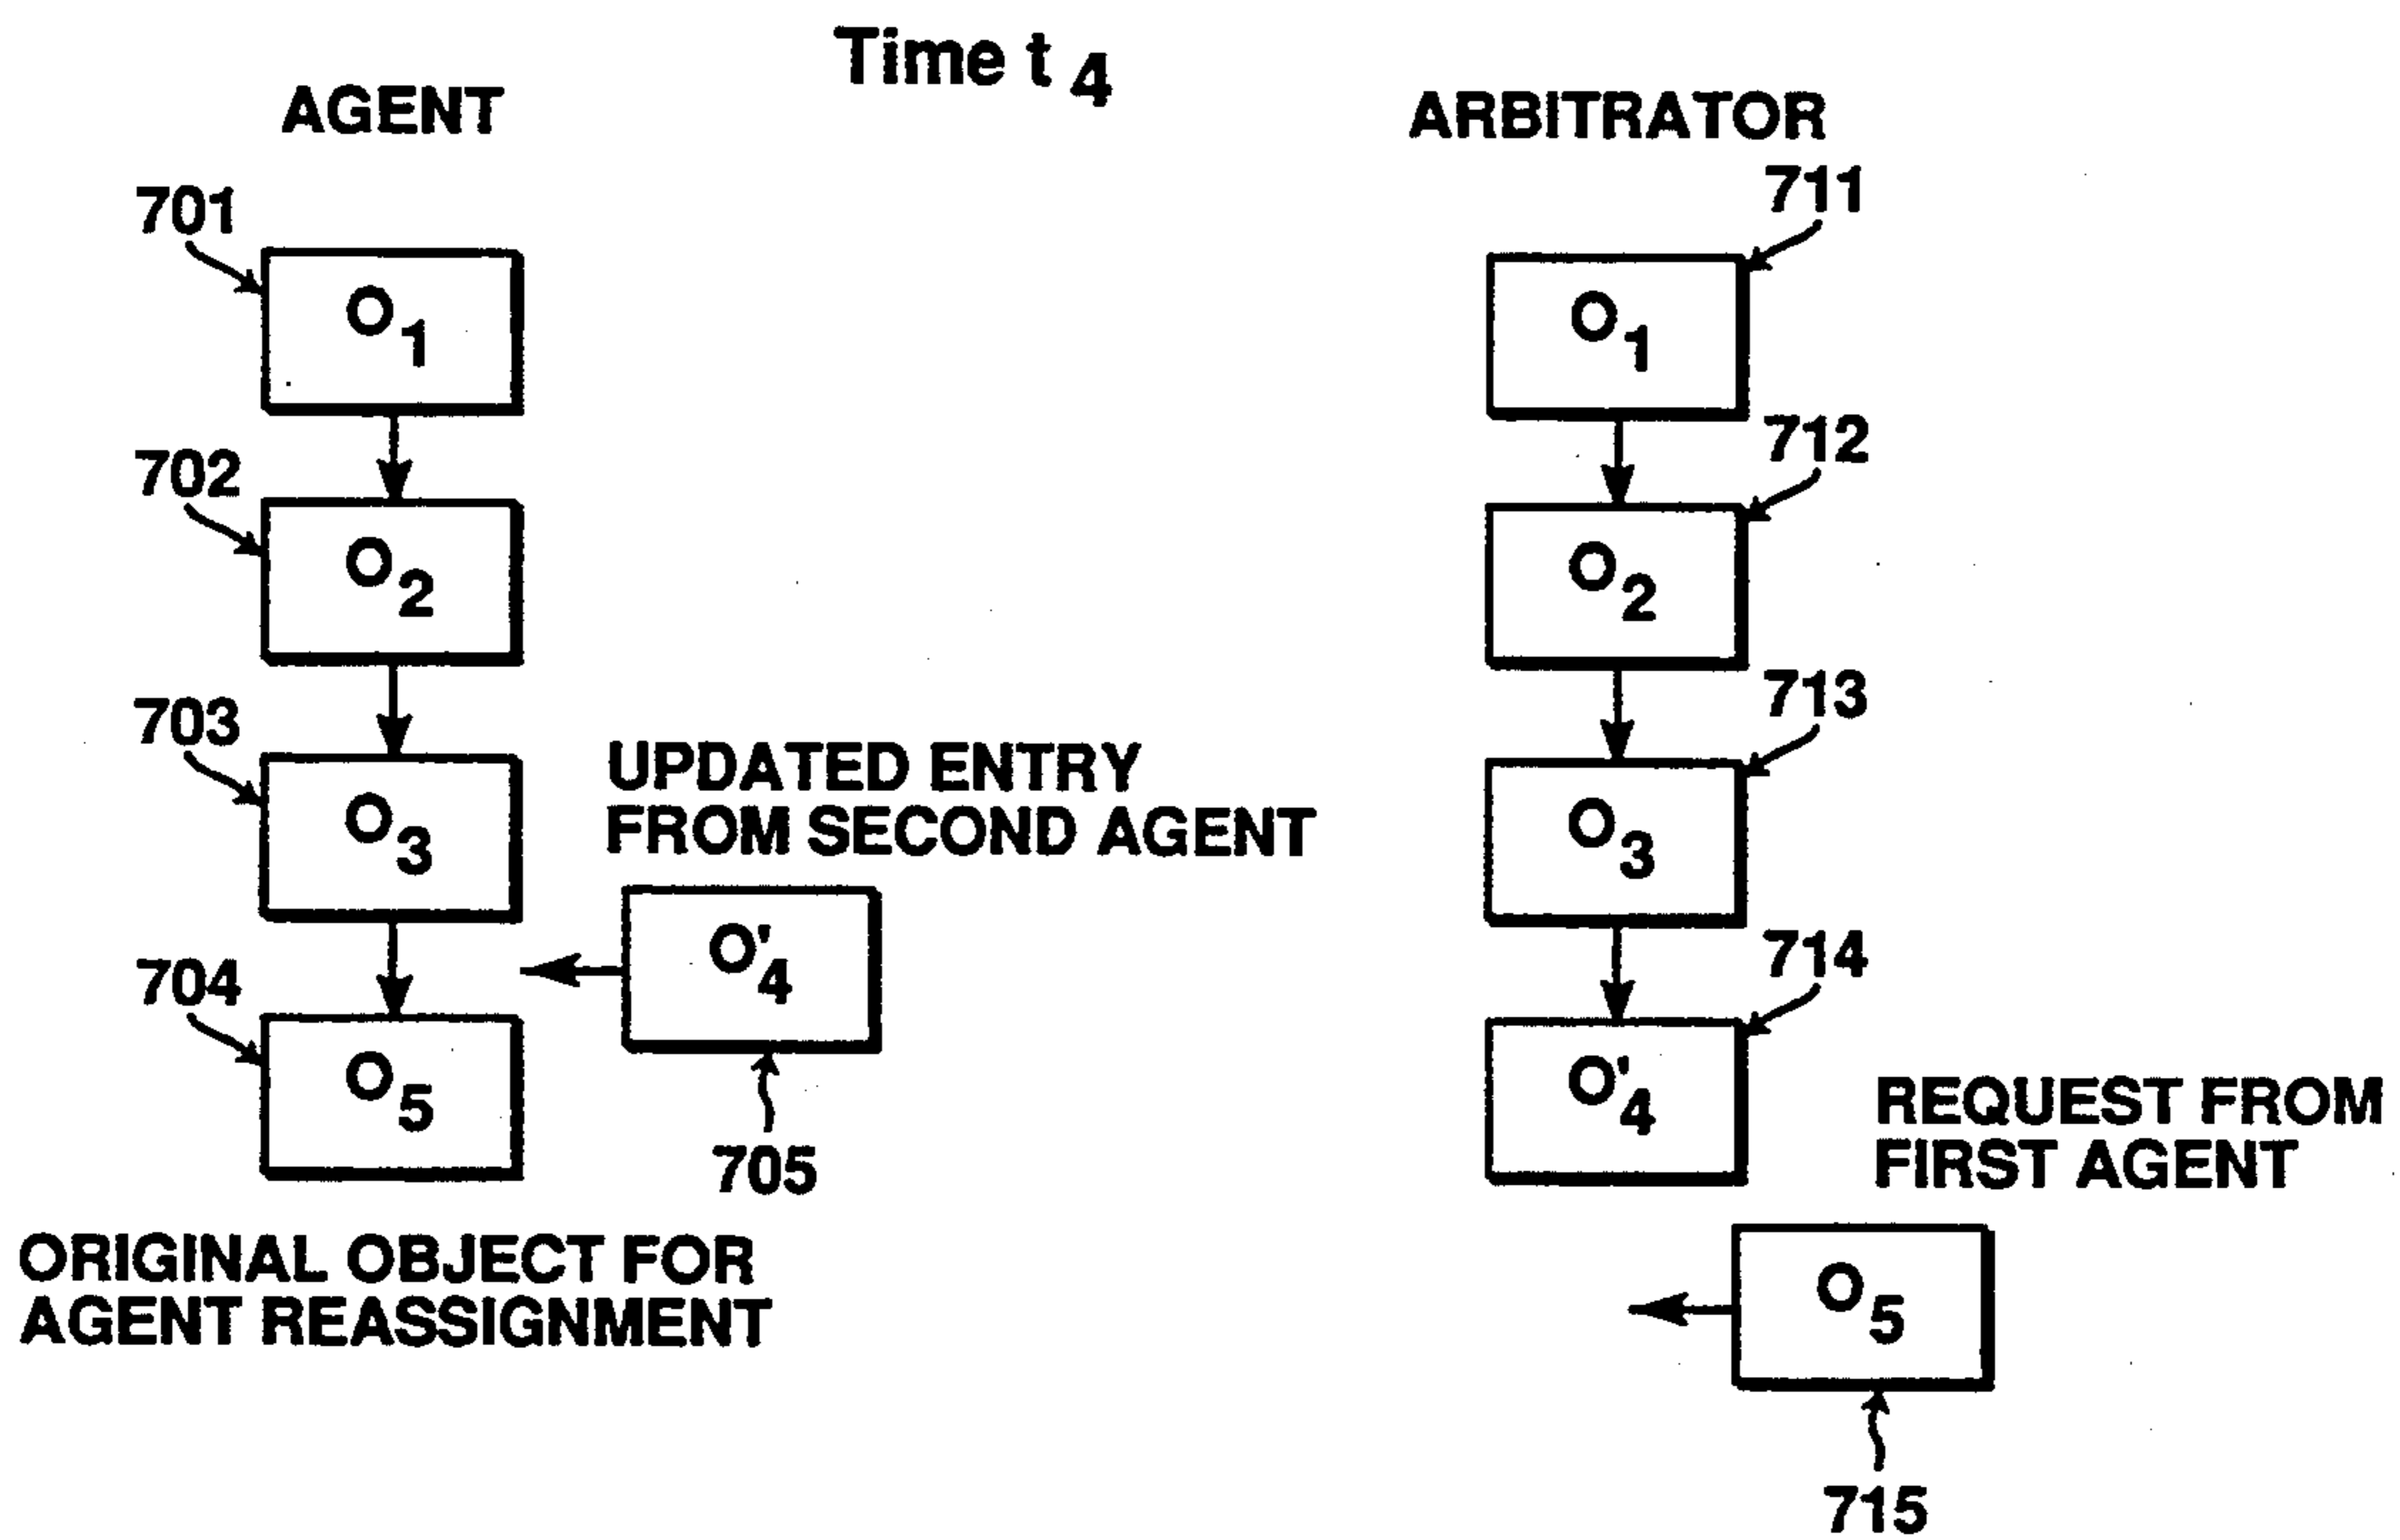 Time t 4
AGENT
ARBITRATOR
701
O1
711
O1
702
O2
712
O2
703
O3
713
O3
UPDATED ENTRY
FROM SECOND AGENT
O'4
705
704
O5
714
O'4
ORIGINAL OBJECT FOR
AGENT REASSIGNMENT
REQUEST FROM
FIRST AGENT
O5
715